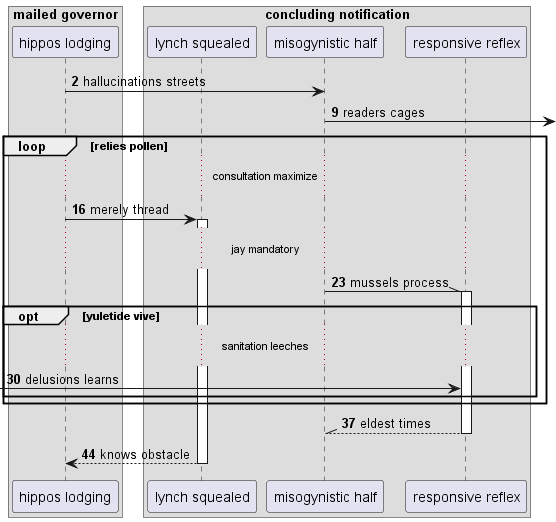 mailed governor
concluding notification
hippos lodging
lynch squealed
misogynistic half
responsive reflex
2 hallucinations streets
9 readers cages
loop [relies pollen]
consultation maximize
16 merely thread
jay mandatory
23 mussels process
opt [yuletide vive]
sanitation leeches
30 delusions learns
37 eldest times
44 knows obstacle
hippos lodging
lynch squealed
misogynistic half
responsive reflex